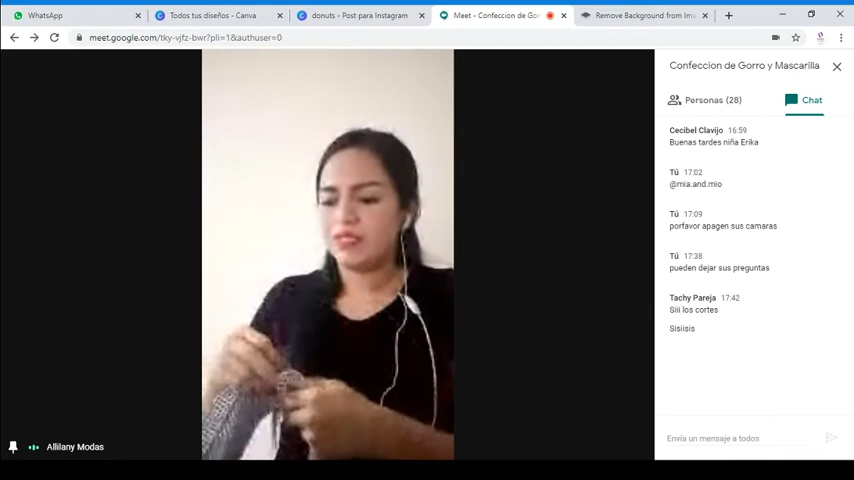 WhatsApp
Todos tus diseños - Canva
donuts - Post para Instagram
Meet - Confeccion de Go
Remove Background from Ima
meet.google.com/tky-vjfz-bwr?pli=1&authuser=0
Confeccion de Gorro y Mascarilla
Personas (28)
Chat
Cecibel Clavijo 16:59
Buenas tardes niña Erika
Tú 17:02
@mia.and.mio
Tú 17:09
porfavor apagen sus camaras
Tú 17:38
pueden dejar sus preguntas
Tachy Pareja 17:42
Siii los cortes
Sisiisis
Envía un mensaje a todos
Allilany Modas